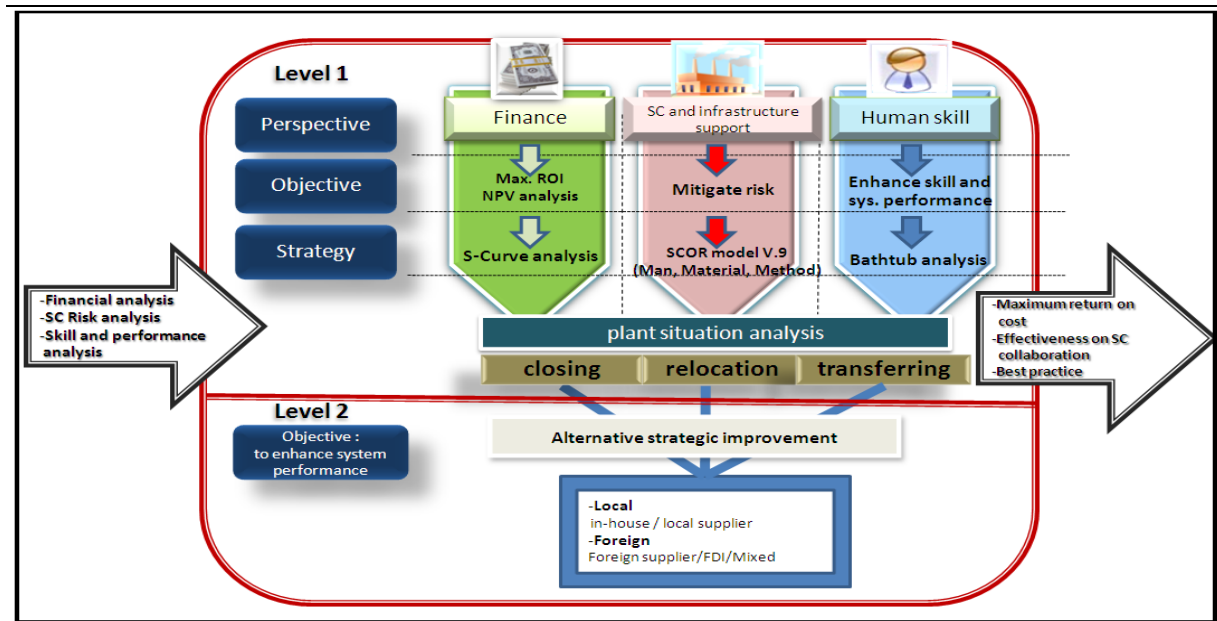 Level 1
Perspective
Objective
Strategy
Finance
Max. ROI
NPV analysis
S-Curve analysis
SC and infrastructure
support
Mitigate risk
SCOR model V.9
(Man, Material, Method)
Human skill
Enhance skill and
sys. performance
Bathtub analysis
-Financial analysis
-SC Risk analysis
-Skill and performance
analysis
-Maximum return on
cost
-Effectiveness on SC
collaboration
-Best practice
plant situation analysis
closing
relocation
transferring
Level 2
Objective :
to enhance system
performance
Alternative strategic improvement
-Local
in-house / local supplier
-Foreign
Foreign supplier/FDI/Mixed